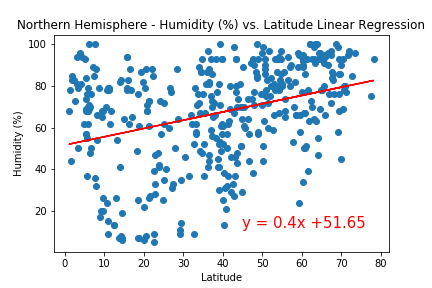 Northern Hemisphere - Humidity (%) vs. Latitude Linear Regression
100
80
60
40
20
Humidity (%)
y = 0.4x +51.65
0 10 20 30 40 50 60 70 80
Latitude